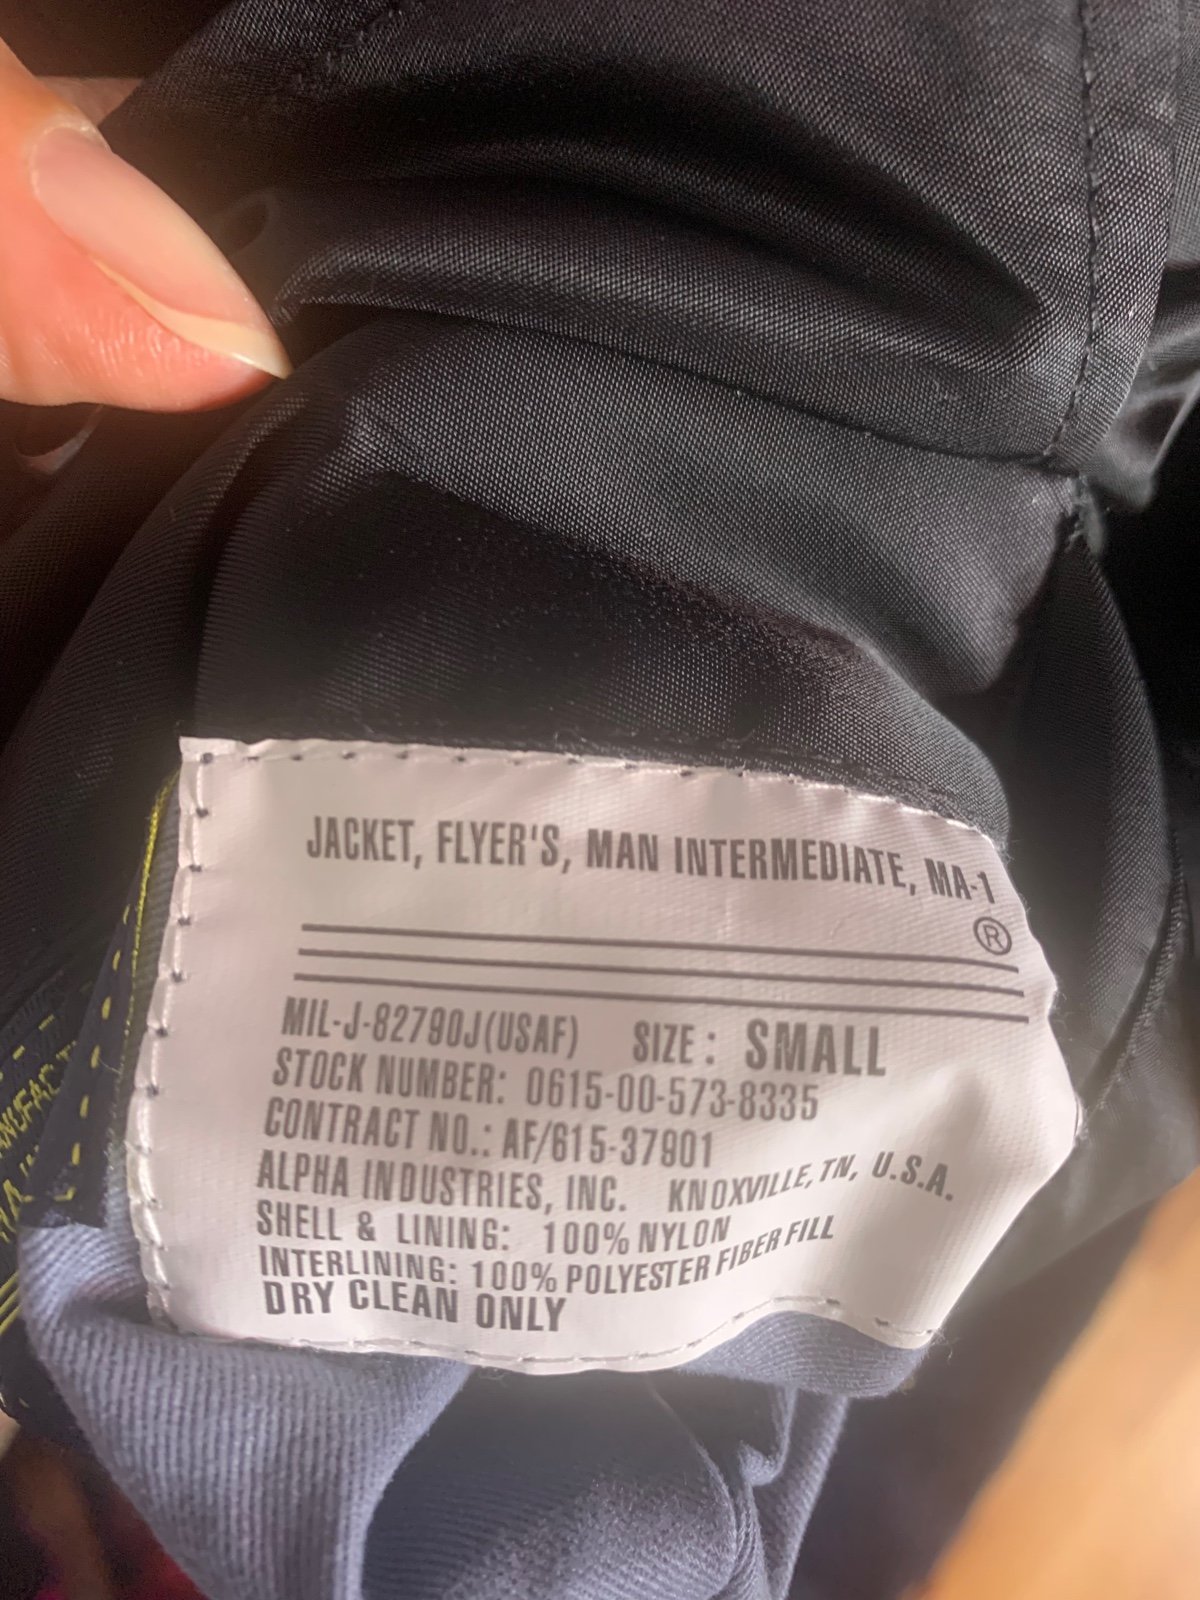 JACKET, FLYER'S, MAN INTERMEDIATE, MA-1
®
MIL-J-82790J(USAF) SIZE: SMALL
STOCK NUMBER: 0615-00-573-8335
CONTRACT NO.: AF/615-37901
ALPHA INDUSTRIES, INC. KNOXVILLE, TN, U.S.A.
SHELL & LINING: 100% NYLON
INTERLINING: 100% POLYESTER FIBER FILL
DRY CLEAN ONLY